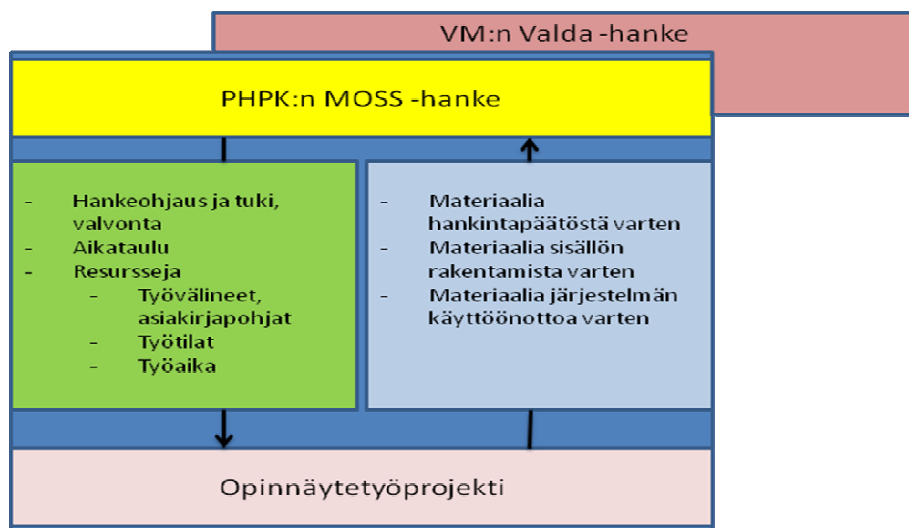 VM:n Valda -hanke
PHPK:n MOSS -hanke
- Hankeohjaus ja tuki,
valvonta
- Aikataulu
- Resursseja
- Työvälineet,
asiakirjapohjat
- Työtilat
- Työaika
- Materiaalia
hankintapäätöstä varten
- Materiaalia sisällön
rakentamista varten
- Materiaalia järjestelmän
käyttöönottoa varten
Opinnäytetyöprojekti